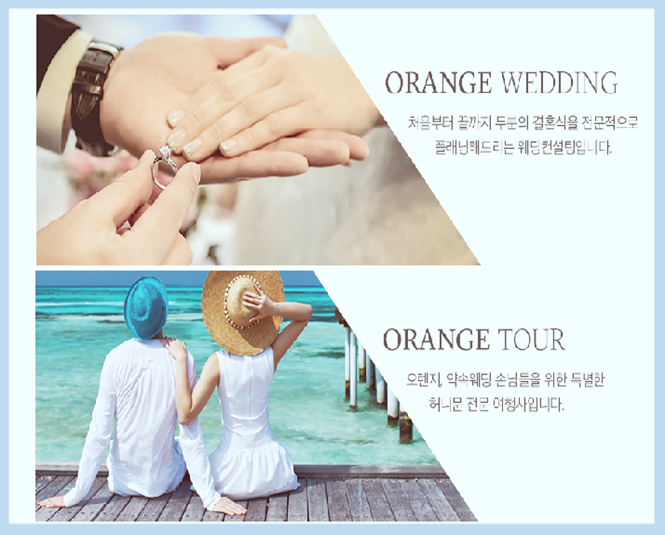 ORANGE WEDDING
처음부터 끝까지 두분의 결혼식을 전문적으로
플래닝해드리는 웨딩컨설팅입니다.
ORANGE TOUR
오렌지, 약속웨딩 손님들을 위한 특별한
허니문 전문 여행사입니다.